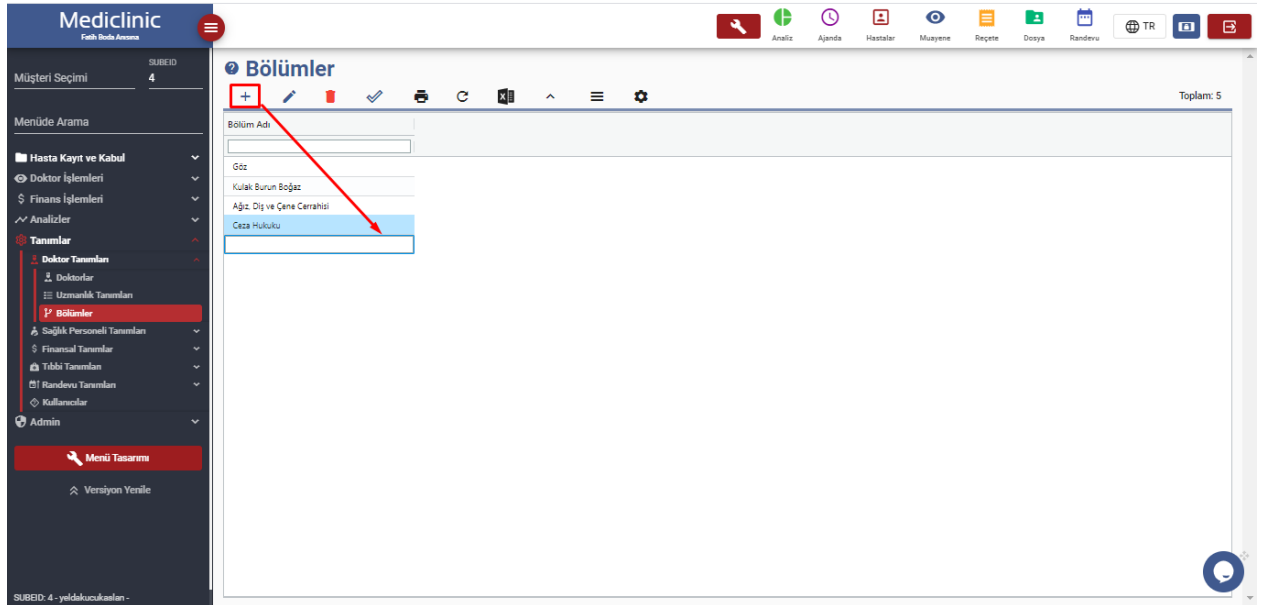 Mediclinic
Fatih Boda Annsna
Analiz
Ajanda
Hastalar
Muayene
Reçete
Dosya
Randevu
TR
Müşteri Seçimi
SUBEID
4
Menüde Arama
Hasta Kayıt ve Kabul
Doktor İşlemleri
$ Finans İşlemleri
Analizler
Tanımlar
Doktor Tanımları
Doktorlar
Uzmanlık Tanımları
Bölümler
Sağlık Personeli Tanımları
$ Finansal Tanımlar
Tıbbi Tanımları
Randevu Tanımları
Kullanıcılar
Admin
Menü Tasarımı
Versiyon Yenile
SUBEID: 4 - yeldakucukaslan -
Bölümler
Toplam: 5
Bölüm Adı
Göz
Kulak Burun Boğaz
Ağız, Diş ve Çene Cerrahisi
Ceza Hukuku